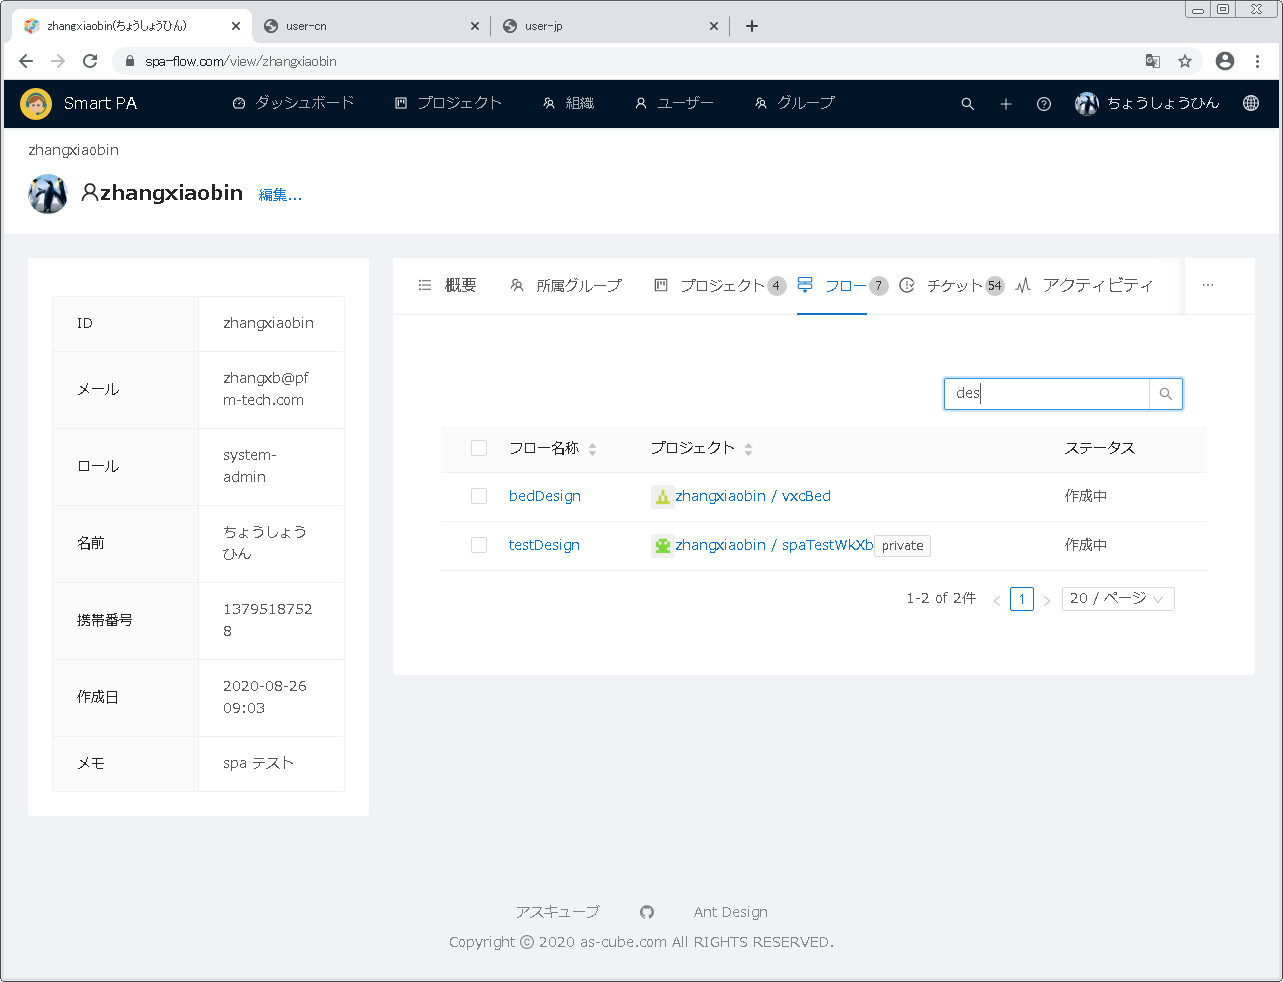 zhangxiaobin(ちょうしょうひん)
user-cn
user-jp
spa-flow.com/view/zhangxiaobin
Smart PA ダッシュボード プロジェクト 組織 ユーザー グループ ちょうしょうひん
zhangxiaobin
zhangxiaobin 編集...
概要 所属グループ プロジェクト 4 フロー 7 チケット 54 アクティビティ ...
ID zhangxiaobin
メール zhangxb@pf
m-tech.com
ロール system-
admin
名前 ちょうしょう
ひん
携帯番号 1379518752
8
作成日 2020-08-26
09:03
メモ spa テスト
des
フロー名称 プロジェクト ステータス
bedDesign zhangxiaobin / vxcBed 作成中
testDesign zhangxiaobin / spaTestWkXb private 作成中
1-2 of 2件 < 1 > 20 / ページ
アスキューブ Ant Design
Copyright © 2020 as-cube.com All RIGHTS RESERVED.